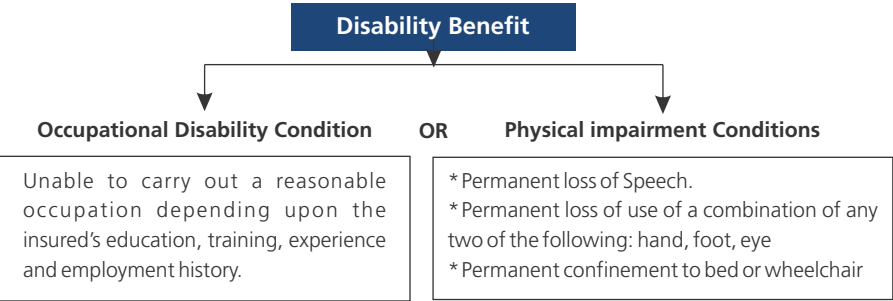 Disability Benefit
Occupational Disability Condition OR Physical impairment Conditions
Unable to carry out a reasonable
occupation depending upon the
insured's education, training, experience
and employment history.
* Permanent loss of Speech.
* Permanent loss of use of a combination of any
two of the following: hand, foot, eye
* Permanent confinement to bed or wheelchair